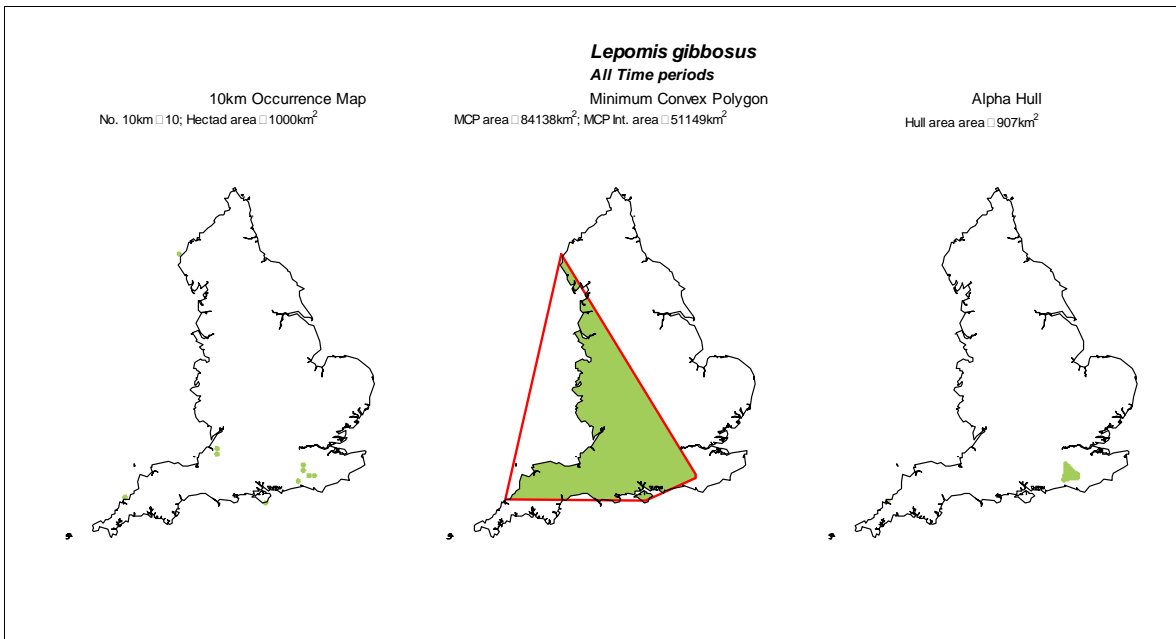 Lepomis gibbosus
All Time periods
10km Occurrence Map
No. 10km □ 10; Hectad area □ 1000km²
Minimum Convex Polygon
MCP area □ 84138km²; MCP Int. area □ 51149km²
Alpha Hull
Hull area area □ 907km²